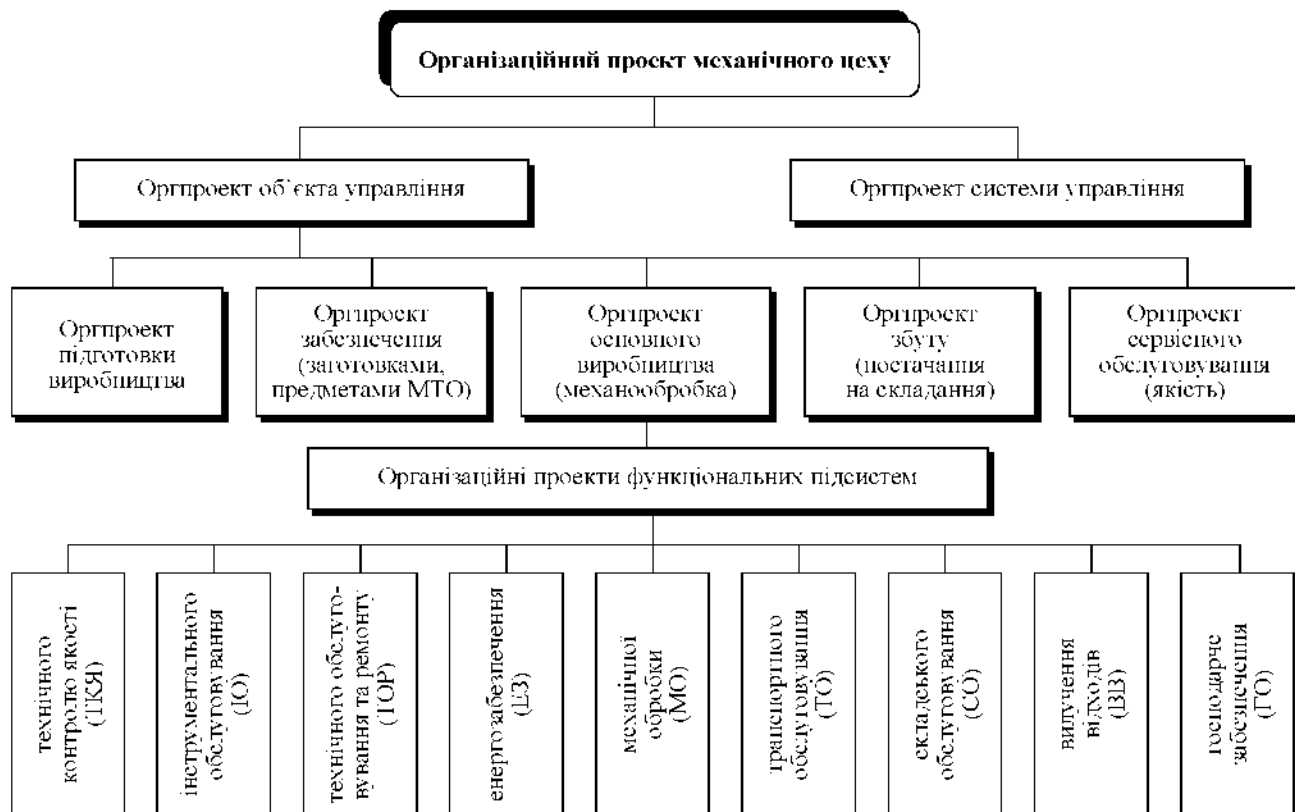 Організаційний проект механічного цеху
Оргпроект об’єкта управління
Оргпроект системи управління
Оргпроект
підготовки
виробництва
Оргпроект
забезпечення
(заготовками,
предметами МТО)
Оргпроект
основного
виробництва
(механообробка)
Оргпроект
збуту
(постачання
на складання)
Оргпроект
сервісного
обслуговування
(якість)
Організаційні проекти функціональних підсистем
технічного
контролю якості
(ТКЯ)
інструментального
обслуговування
(ІО)
технічного обслуго-
вування та ремонту
(ТОР)
енергозабезпечення
(ЕЗ)
механічної
обробки
(МО)
транспортного
обслуговування
(ТО)
складського
обслуговування
(СО)
вилучення
відходів
(ВВ)
господарче
забезпечення
(ГО)